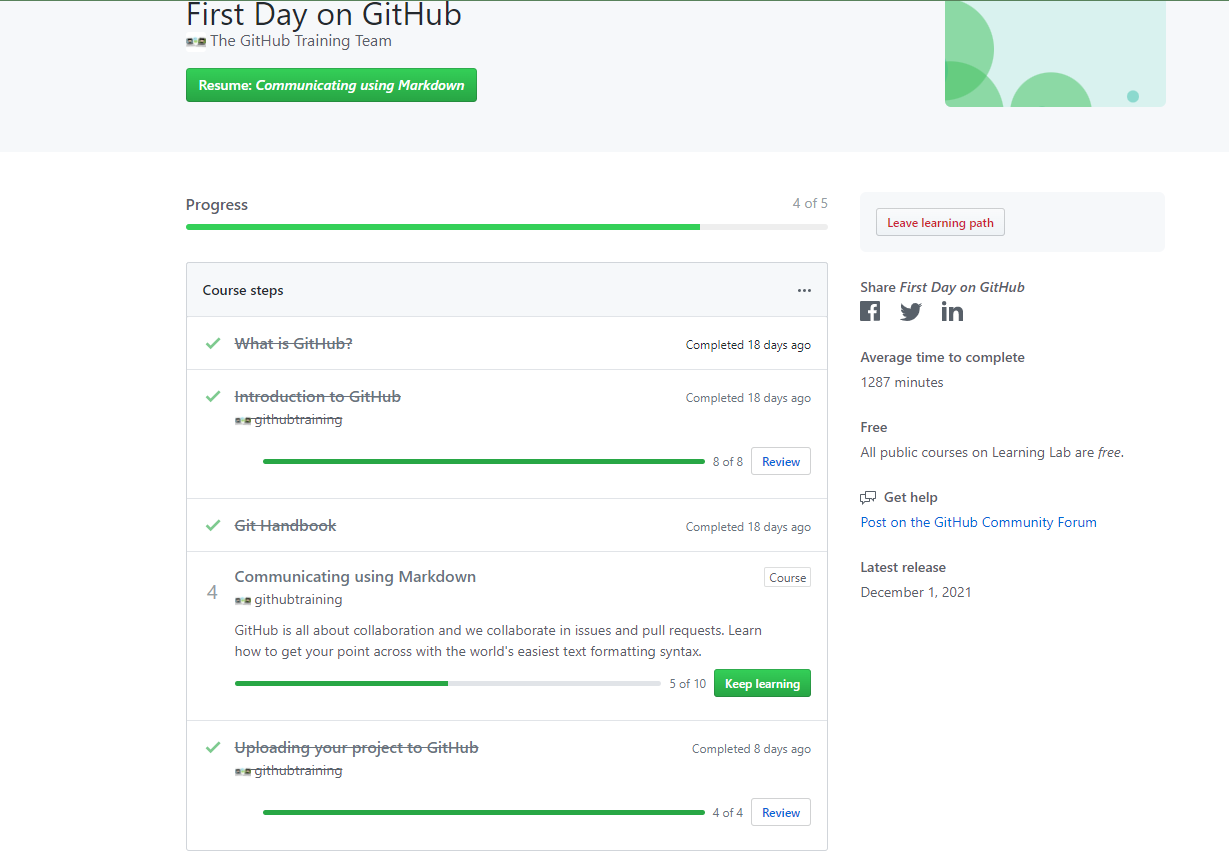 First Day on GitHub
The GitHub Training Team
Resume: Communicating using Markdown
Progress
4 of 5
Leave learning path
Course steps
What is GitHub?
Completed 18 days ago
Introduction to GitHub
Completed 18 days ago
githubtraining
8 of 8
Review
Git Handbook
Completed 18 days ago
4
Communicating using Markdown
Course
githubtraining
GitHub is all about collaboration and we collaborate in issues and pull requests. Learn
how to get your point across with the world's easiest text formatting syntax.
5 of 10
Keep learning
Uploading your project to GitHub
Completed 8 days ago
githubtraining
4 of 4
Review
Share First Day on GitHub
Average time to complete
1287 minutes
Free
All public courses on Learning Lab are free.
Get help
Post on the GitHub Community Forum
Latest release
December 1, 2021